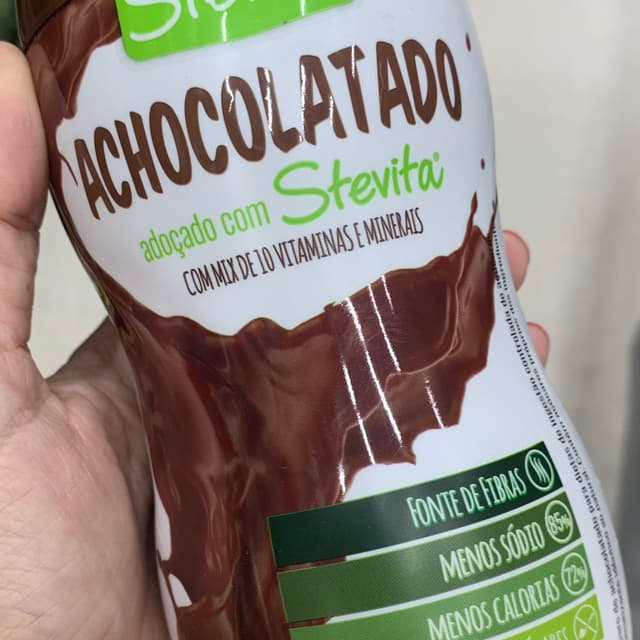 ACHOCOLATADO
adoçado com Stevita
COM MIX DE 10 VITAMINAS E MINERAIS
FONTE DE FIBRAS
MENOS SÓDIO 85%
MENOS CALORIAS 72%